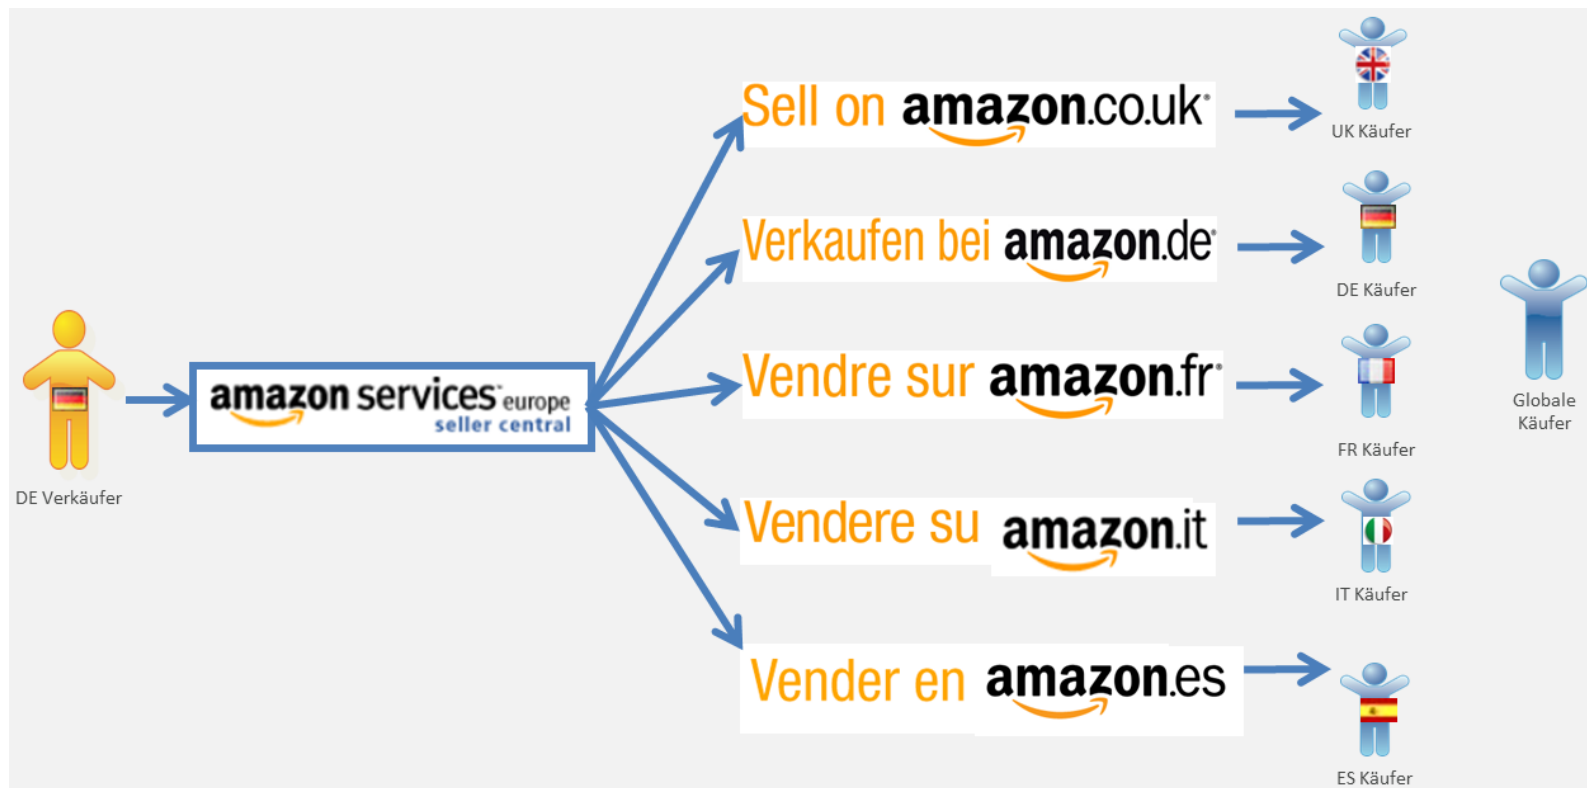 DE Verkäufer
amazon services europe
seller central
Sell on amazon.co.uk
UK Käufer
Verkaufen bei amazon.de
DE Käufer
Vendre sur amazon.fr
FR Käufer
Vendere su amazon.it
IT Käufer
Vender en amazon.es
ES Käufer
Globale
Käufer